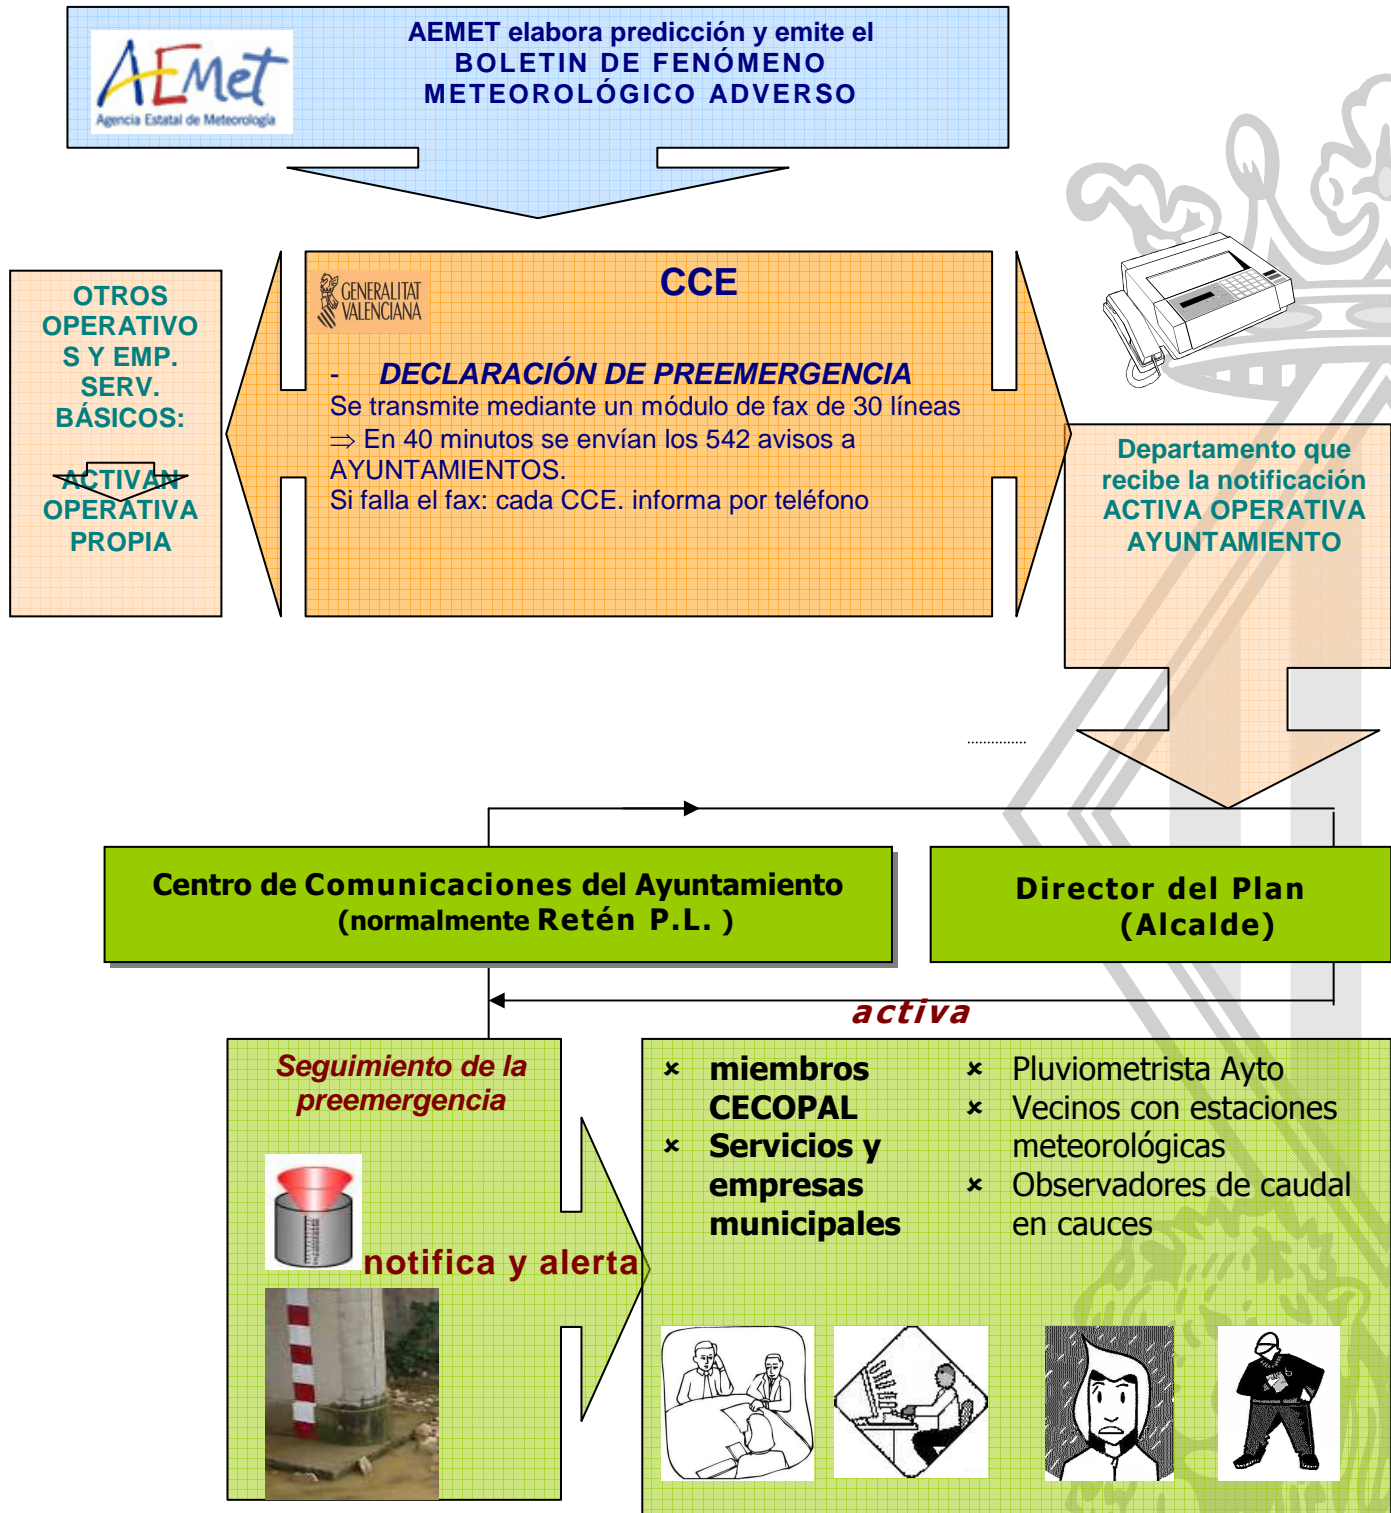 AEMET elabora predicción y emite el
BOLETIN DE FENÓMENO
METEOROLÓGICO ADVERSO
AEMet
Agencia Estatal de Meteorología
OTROS
OPERATIVO
S Y EMP.
SERV.
BÁSICOS:
ACTIVAN
OPERATIVA
PROPIA
GENERALITAT
VALENCIANA
CCE
- DECLARACIÓN DE PREEMERGENCIA
Se transmite mediante un módulo de fax de 30 líneas
⇒ En 40 minutos se envían los 542 avisos a
AYUNTAMIENTOS.
Si falla el fax: cada CCE. informa por teléfono
Departamento que
recibe la notificación
ACTIVA OPERATIVA
AYUNTAMIENTO
Centro de Comunicaciones del Ayuntamiento
(normalmente Retén P.L. )
Director del Plan
(Alcalde)
activa
Seguimiento de la
preemergencia
notifica y alerta
× miembros
CECOPAL
× Servicios y
empresas
municipales
× Pluviometrista Ayto
× Vecinos con estaciones
meteorológicas
× Observadores de caudal
en cauces